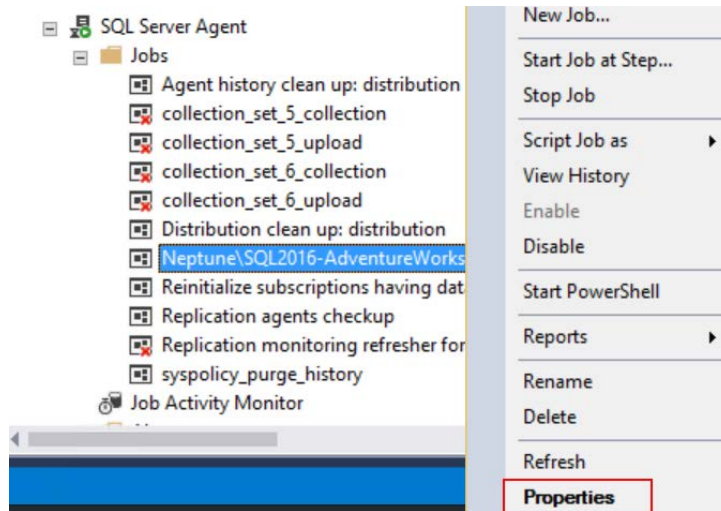 SQL Server Agent
Jobs
Agent history clean up: distribution
collection_set_5_collection
collection_set_5_upload
collection_set_6_collection
collection_set_6_upload
Distribution clean up: distribution
Neptune\SQL2016-AdventureWorks
Reinitialize subscriptions having dat
Replication agents checkup
Replication monitoring refresher for
syspolicy_purge_history
Job Activity Monitor
New Job...
Start Job at Step...
Stop Job
Script Job as
View History
Enable
Disable
Start PowerShell
Reports
Rename
Delete
Refresh
Properties